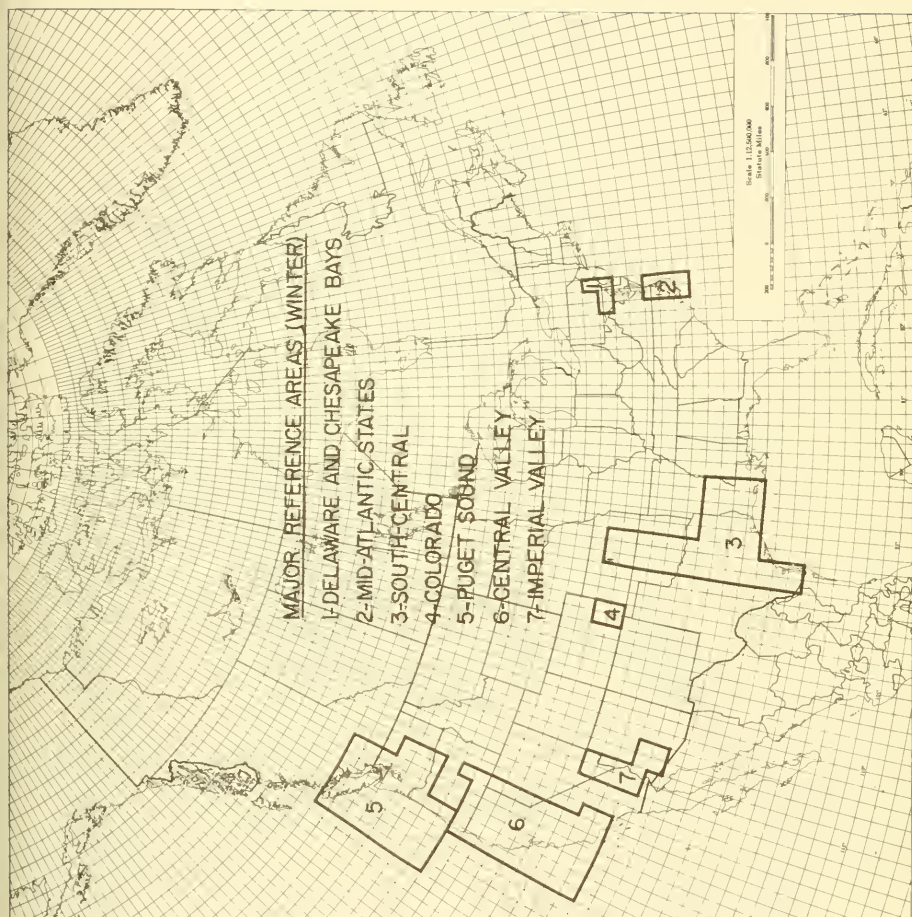 MAJOR REFERENCE AREAS (WINTER)
1-DELAWARE AND CHESAPEAKE BAYS
2-MID-ATLANTIC STATES
3-SOUTH-CENTRAL
4-COLORADO
5-PUGET SOUND
6-CENTRAL VALLEY
7-IMPERIAL VALLEY
1
2
3
4
5
6
7
Scale 1:12,500,000
Statute Miles